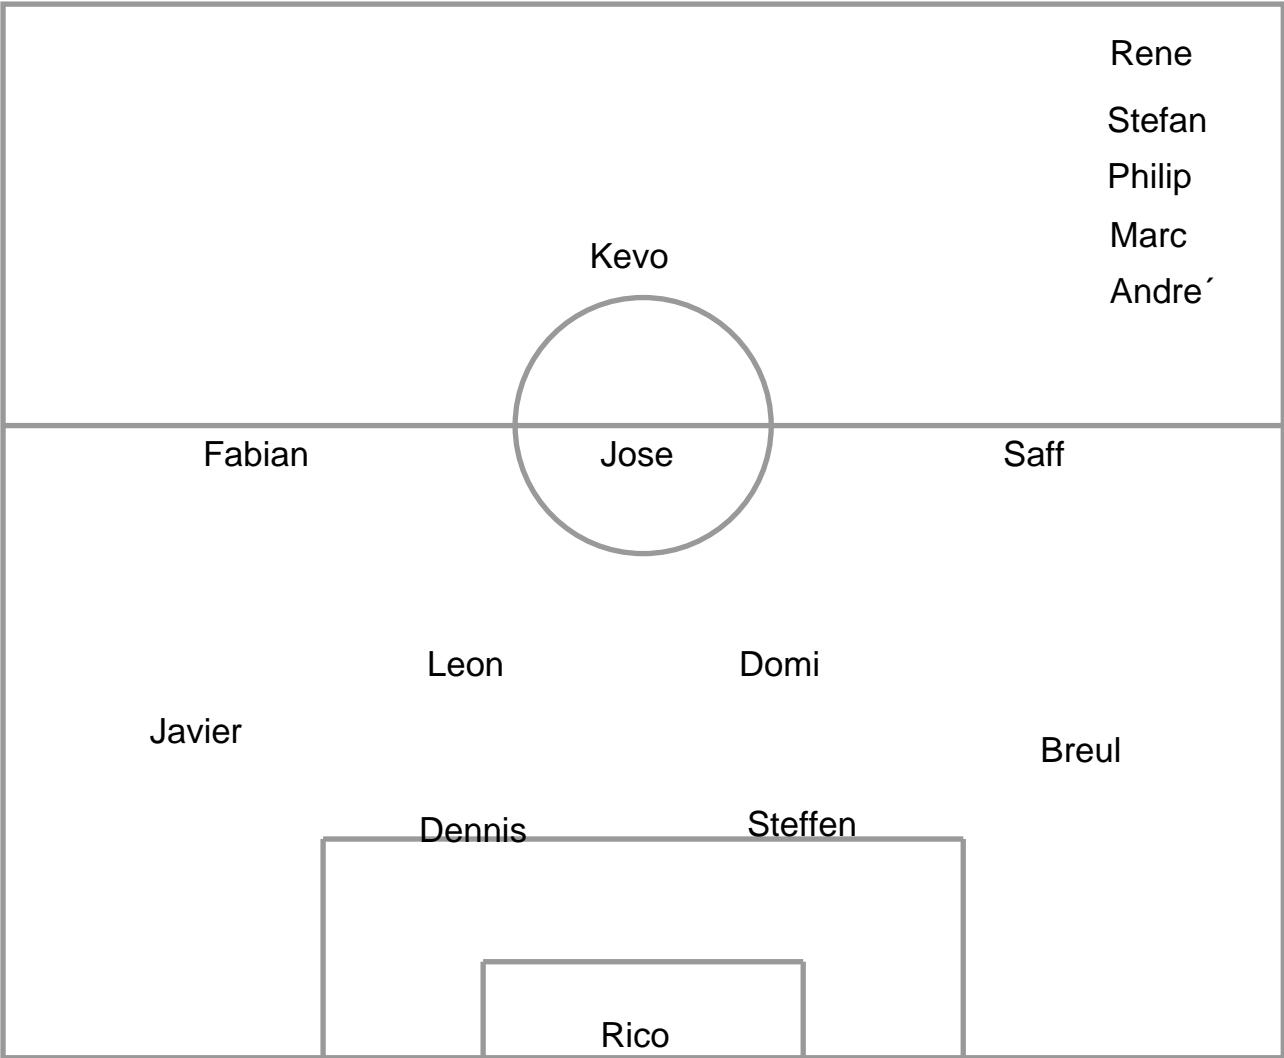 Rene
Stefan
Philip
Marc
Kevo
Andre´
Fabian Jose Saff
Leon Domi
Javier
Breul
Dennis Steffen
Rico